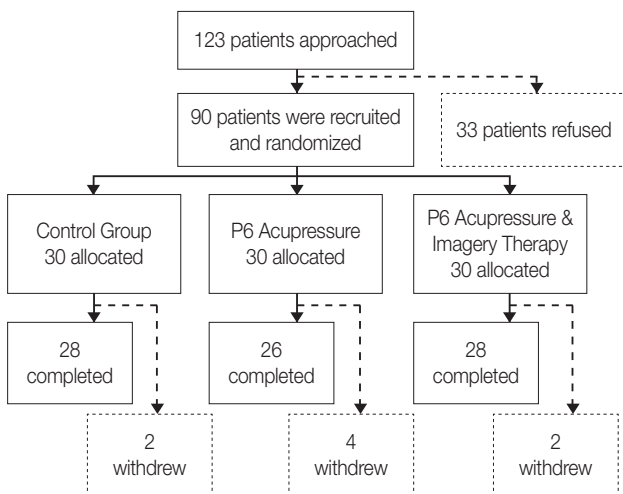 123 patients approached
90 patients were recruited
and randomized
33 patients refused
Control Group
30 allocated
P6 Acupressure
30 allocated
P6 Acupressure &
Imagery Therapy
30 allocated
28
completed
26
completed
28
completed
2
withdrew
4
withdrew
2
withdrew